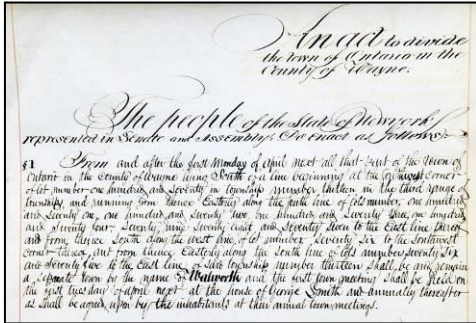 An act to divide
the town of Ontario in the
County of Wayne.
The people of the State of New York
represented in Senate and Assembly Do Enact as follows:
§1 From and after the first Monday of April next all that part of the Town of
Ontario in the County of Wayne lying South of a line beginning at the Southwest corner
of lot number one hundred and seventy in township number thirteen in the third range of
townships, and running from thence Easterly along the south line of lots number, one hundred
and seventy one, one hundred and seventy two one hundred and seventy three, one hundred
and seventy four, seventy nine seventy eight and seventy seven to the East line thereof
and from thence South along the west line of lot number seventy six to the Southwest
corner thereof, and from thence Easterly along the South line of lots number seventy six
and seventy five to the East line of said township number thirteen shall be and remain
a separate town by the name of Walworth and the first town meeting shall be held on
the first tuesday of april next at the house of George Smith and annually thereafter
as shall be agreed upon by the inhabitants at their annual town meetings.